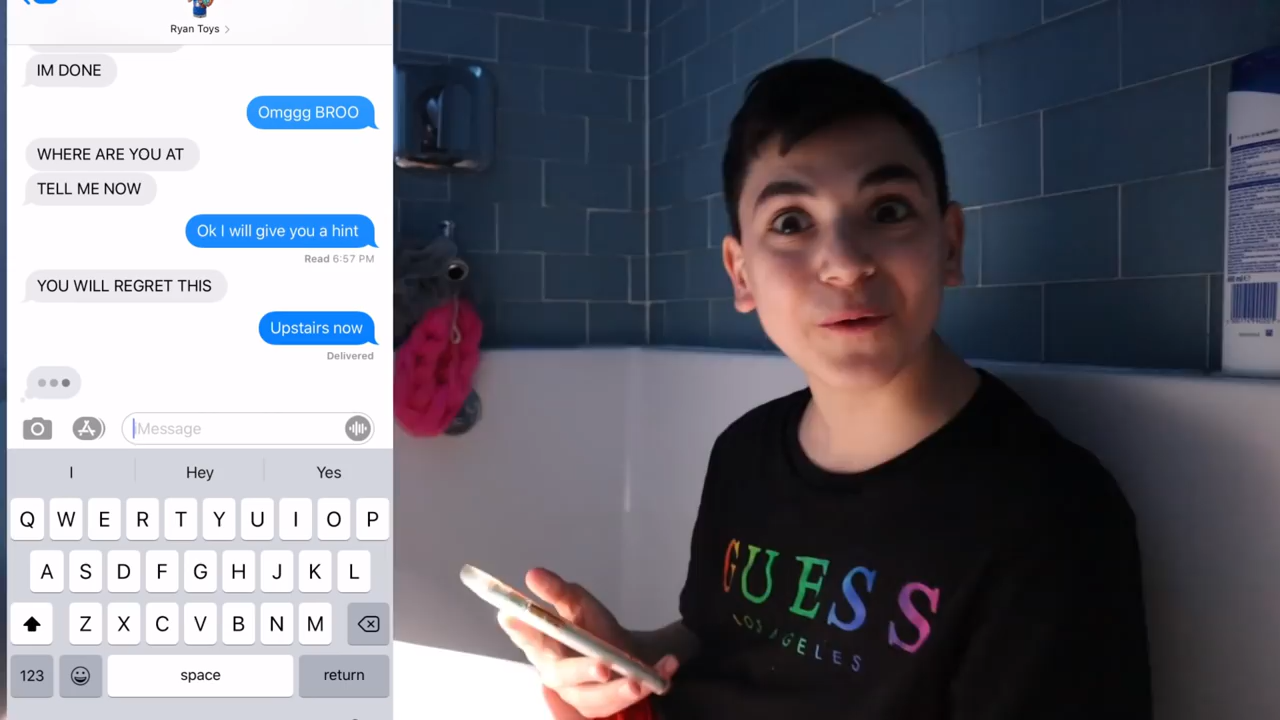 Ryan Toys
IM DONE
Omggg BROO
WHERE ARE YOU AT
TELL ME NOW
Ok I will give you a hint
Read 6:57 PM
YOU WILL REGRET THIS
Upstairs now
Delivered
iMessage
I Hey Yes
Q W E R T Y U I O P
A S D F G H J K L
Z X C V B N M
123 space return
GUESS
LOS ANGELES